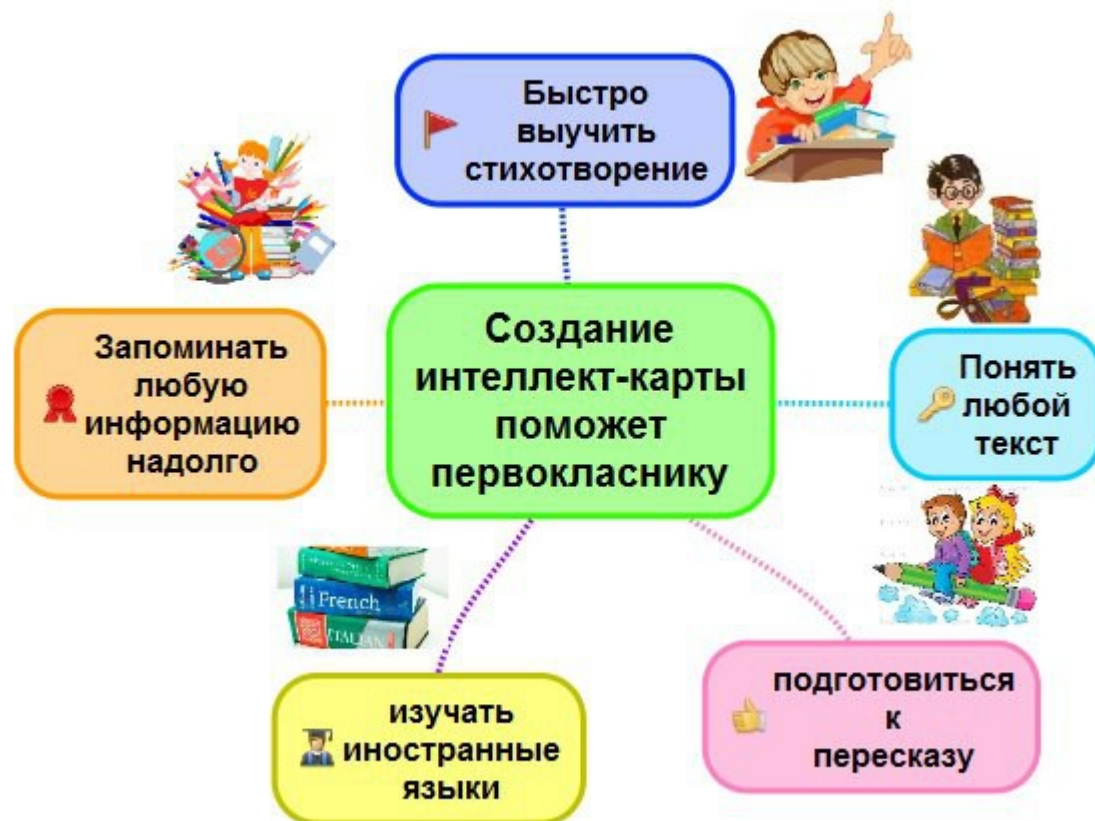 Быстро
выучить
стихотворение
Создание
интеллект-карты
поможет
первокласнику
Запоминать
любую
информацию
надолго
Понять
любой
текст
French
ITALIAN
изучать
иностранные
языки
подготовиться
к
пересказу